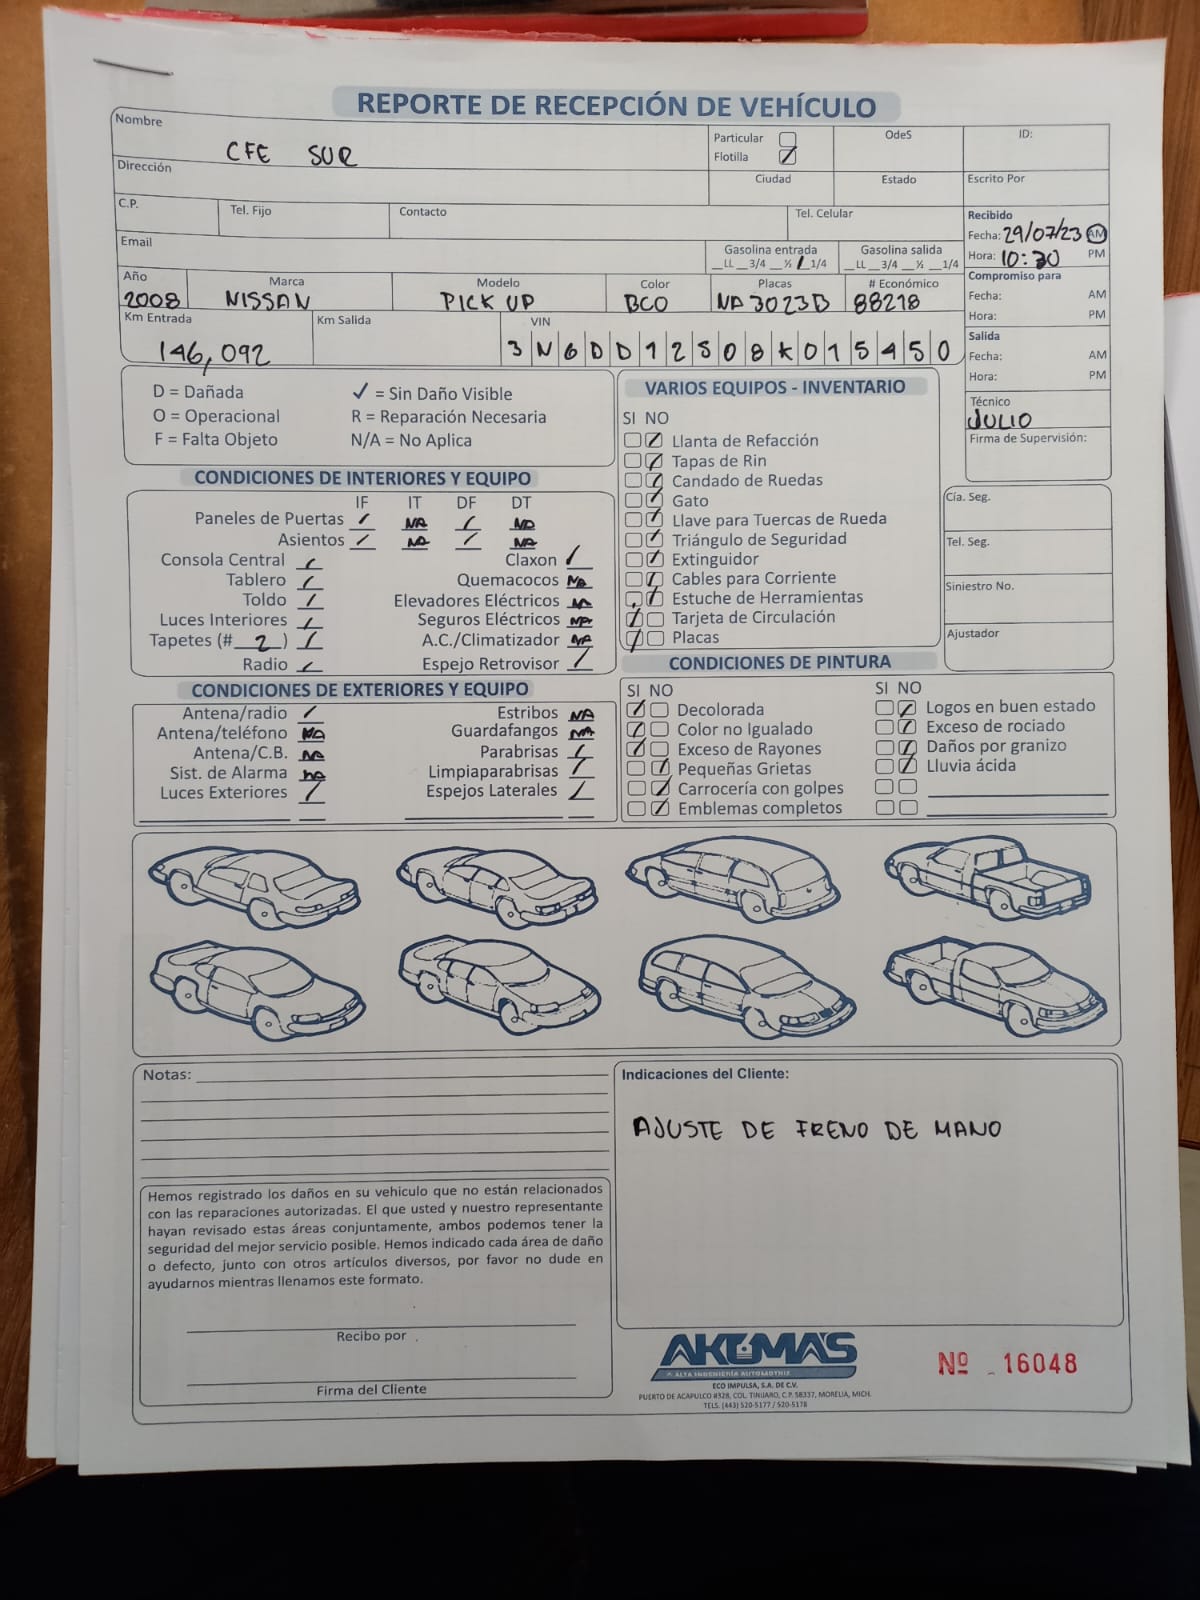 REPORTE DE RECEPCIÓN DE VEHÍCULO
Nombre CFE SUR
Particular
Flotilla
OdeS
ID:
Dirección
Ciudad
Estado
Escrito Por
C.P.
Tel. Fijo
Contacto
Tel. Celular
Recibido
Fecha: 29/07/23 AM
Hora: 10:30 PM
Email
Gasolina entrada
__LL __3/4 __½ __1/4
Gasolina salida
__LL __3/4 __½ __1/4
Compromiso para
Fecha: AM
Hora: PM
Año Marca Modelo Color Placas # Económico
2008 NISSAN PICK UP BCO NA3023B 88218
Km Entrada 146,092
Km Salida
VIN
3N6DD12S08K015450
Salida
Fecha: AM
Hora: PM
Técnico
JULIO
Firma de Supervisión:
D = Dañada ✓ = Sin Daño Visible
O = Operacional R = Reparación Necesaria
F = Falta Objeto N/A = No Aplica
CONDICIONES DE INTERIORES Y EQUIPO
IF IT DF DT
Paneles de Puertas ✓ NA ✓ NA
Asientos ✓ NA ✓ NA
Consola Central ✓ Claxon ✓
Tablero ✓ Quemacocos NA
Toldo ✓ Elevadores Eléctricos NA
Luces Interiores ✓ Seguros Eléctricos NA
Tapetes (# 2 ) ✓ A.C./Climatizador NA
Radio ✓ Espejo Retrovisor ✓
VARIOS EQUIPOS - INVENTARIO
SI NO
Llanta de Refacción
Tapas de Rin
Candado de Ruedas
Gato
Llave para Tuercas de Rueda
Triángulo de Seguridad
Extinguidor
Cables para Corriente
Estuche de Herramientas
Tarjeta de Circulación
Placas
Cía. Seg.
Tel. Seg.
Siniestro No.
Ajustador
CONDICIONES DE EXTERIORES Y EQUIPO
Antena/radio ✓ Estribos NA
Antena/teléfono NA Guardafangos NA
Antena/C.B. NA Parabrisas ✓
Sist. de Alarma na Limpiaparabrisas ✓
Luces Exteriores ✓ Espejos Laterales ✓
CONDICIONES DE PINTURA
SI NO SI NO
Decolorada Logos en buen estado
Color no Igualado Exceso de rociado
Exceso de Rayones Daños por granizo
Pequeñas Grietas Lluvia ácida
Carrocería con golpes
Emblemas completos
Notas:
Indicaciones del Cliente:
AJUSTE DE FRENO DE MANO
Hemos registrado los daños en su vehiculo que no están relacionados
con las reparaciones autorizadas. El que usted y nuestro representante
hayan revisado estas áreas conjuntamente, ambos podemos tener la
seguridad del mejor servicio posible. Hemos indicado cada área de daño
o defecto, junto con otros artículos diversos, por favor no dude en
ayudarnos mientras llenamos este formato.
Recibo por
Firma del Cliente
AKUMAS
ALTA INGENIERÍA AUTOMOTRIZ
ECO IMPULSA, S.A. DE C.V.
PUERTO DE ACAPULCO #328, COL. TINIJARO, C.P. 58337, MORELIA, MICH.
TELS. (443) 520-5177 / 520-5178
Nº 16048